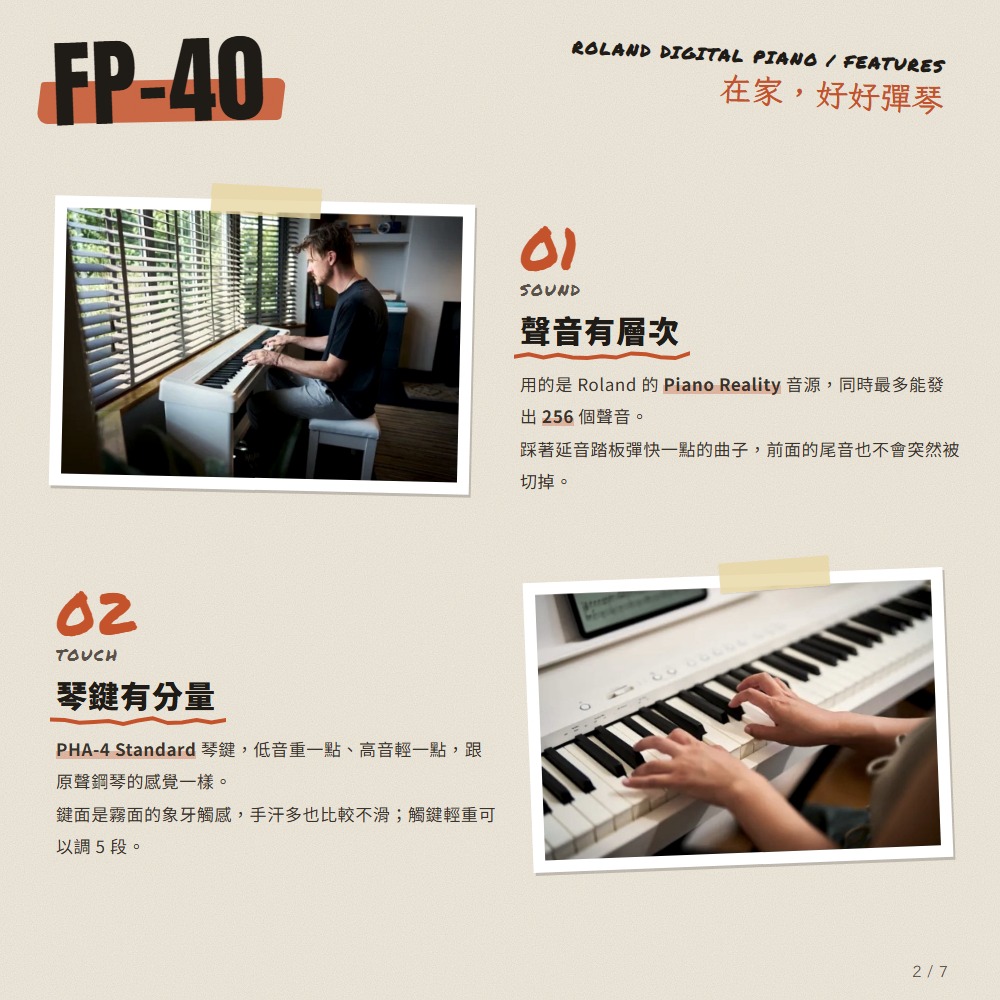 FP-40
ROLAND DIGITAL PIANO / FEATURES
在家，好好彈琴
01
SOUND
聲音有層次
用的是 Roland 的 Piano Reality 音源，同時最多能發
出 256 個聲音。
踩著延音踏板彈快一點的曲子，前面的尾音也不會突然被
切掉。
02
TOUCH
琴鍵有分量
PHA-4 Standard 琴鍵，低音重一點、高音輕一點，跟
原聲鋼琴的感覺一樣。
鍵面是霧面的象牙觸感，手汗多也比較不滑；觸鍵輕重可
以調 5 段。
2 / 7